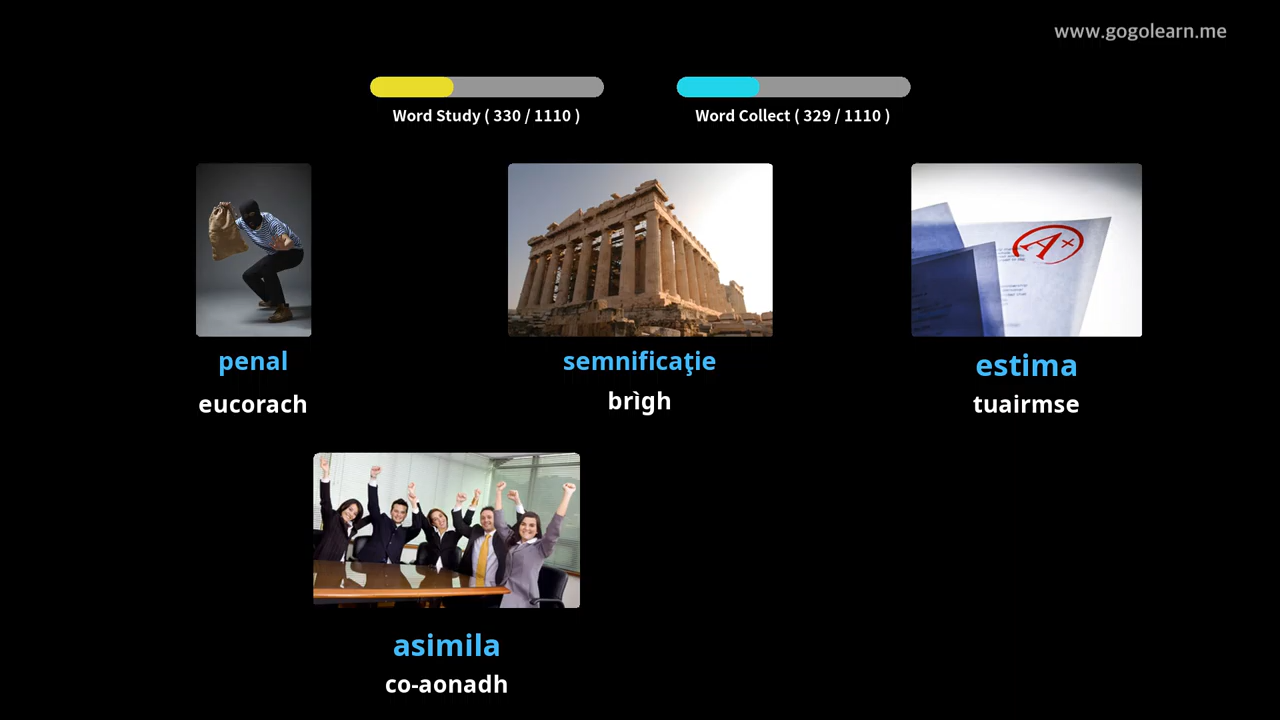 www.gogolearn.me
Word Study ( 330 / 1110 )
Word Collect ( 329 / 1110 )
A+
penal
eucorach
semnificaţie
brìgh
estima
tuairmse
asimila
co-aonadh